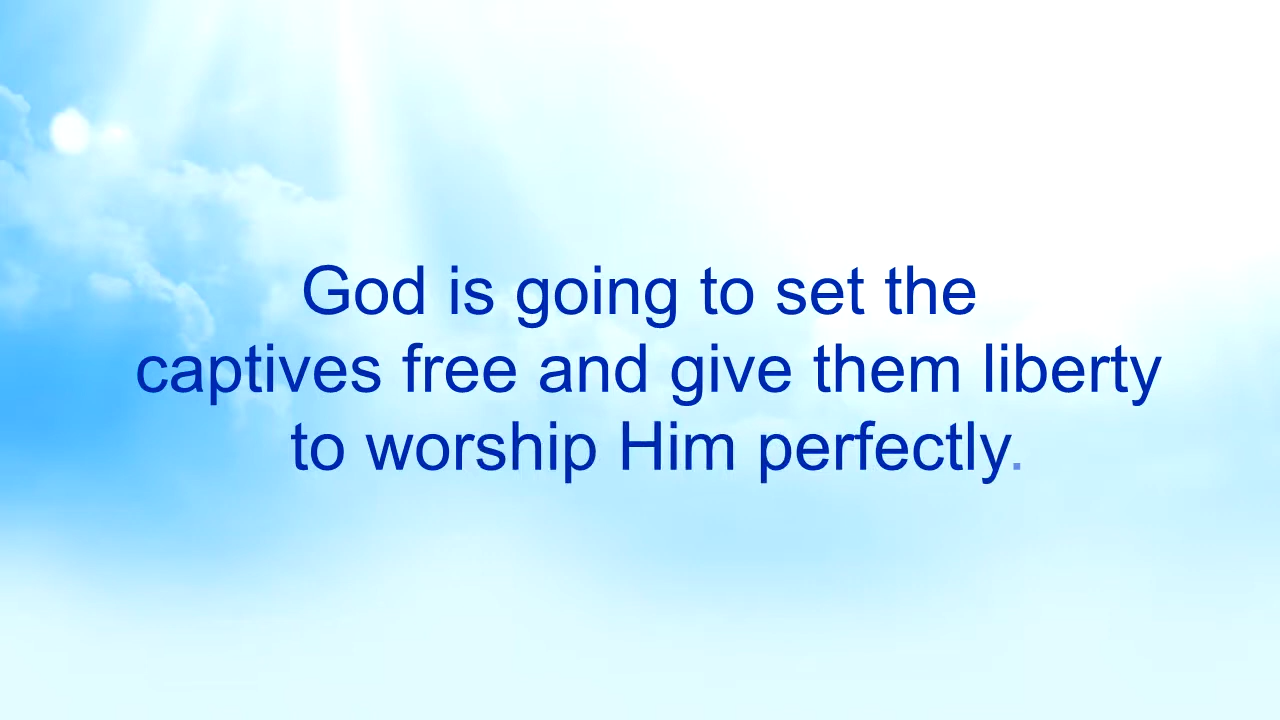 God is going to set the
captives free and give them liberty
to worship Him perfectly.